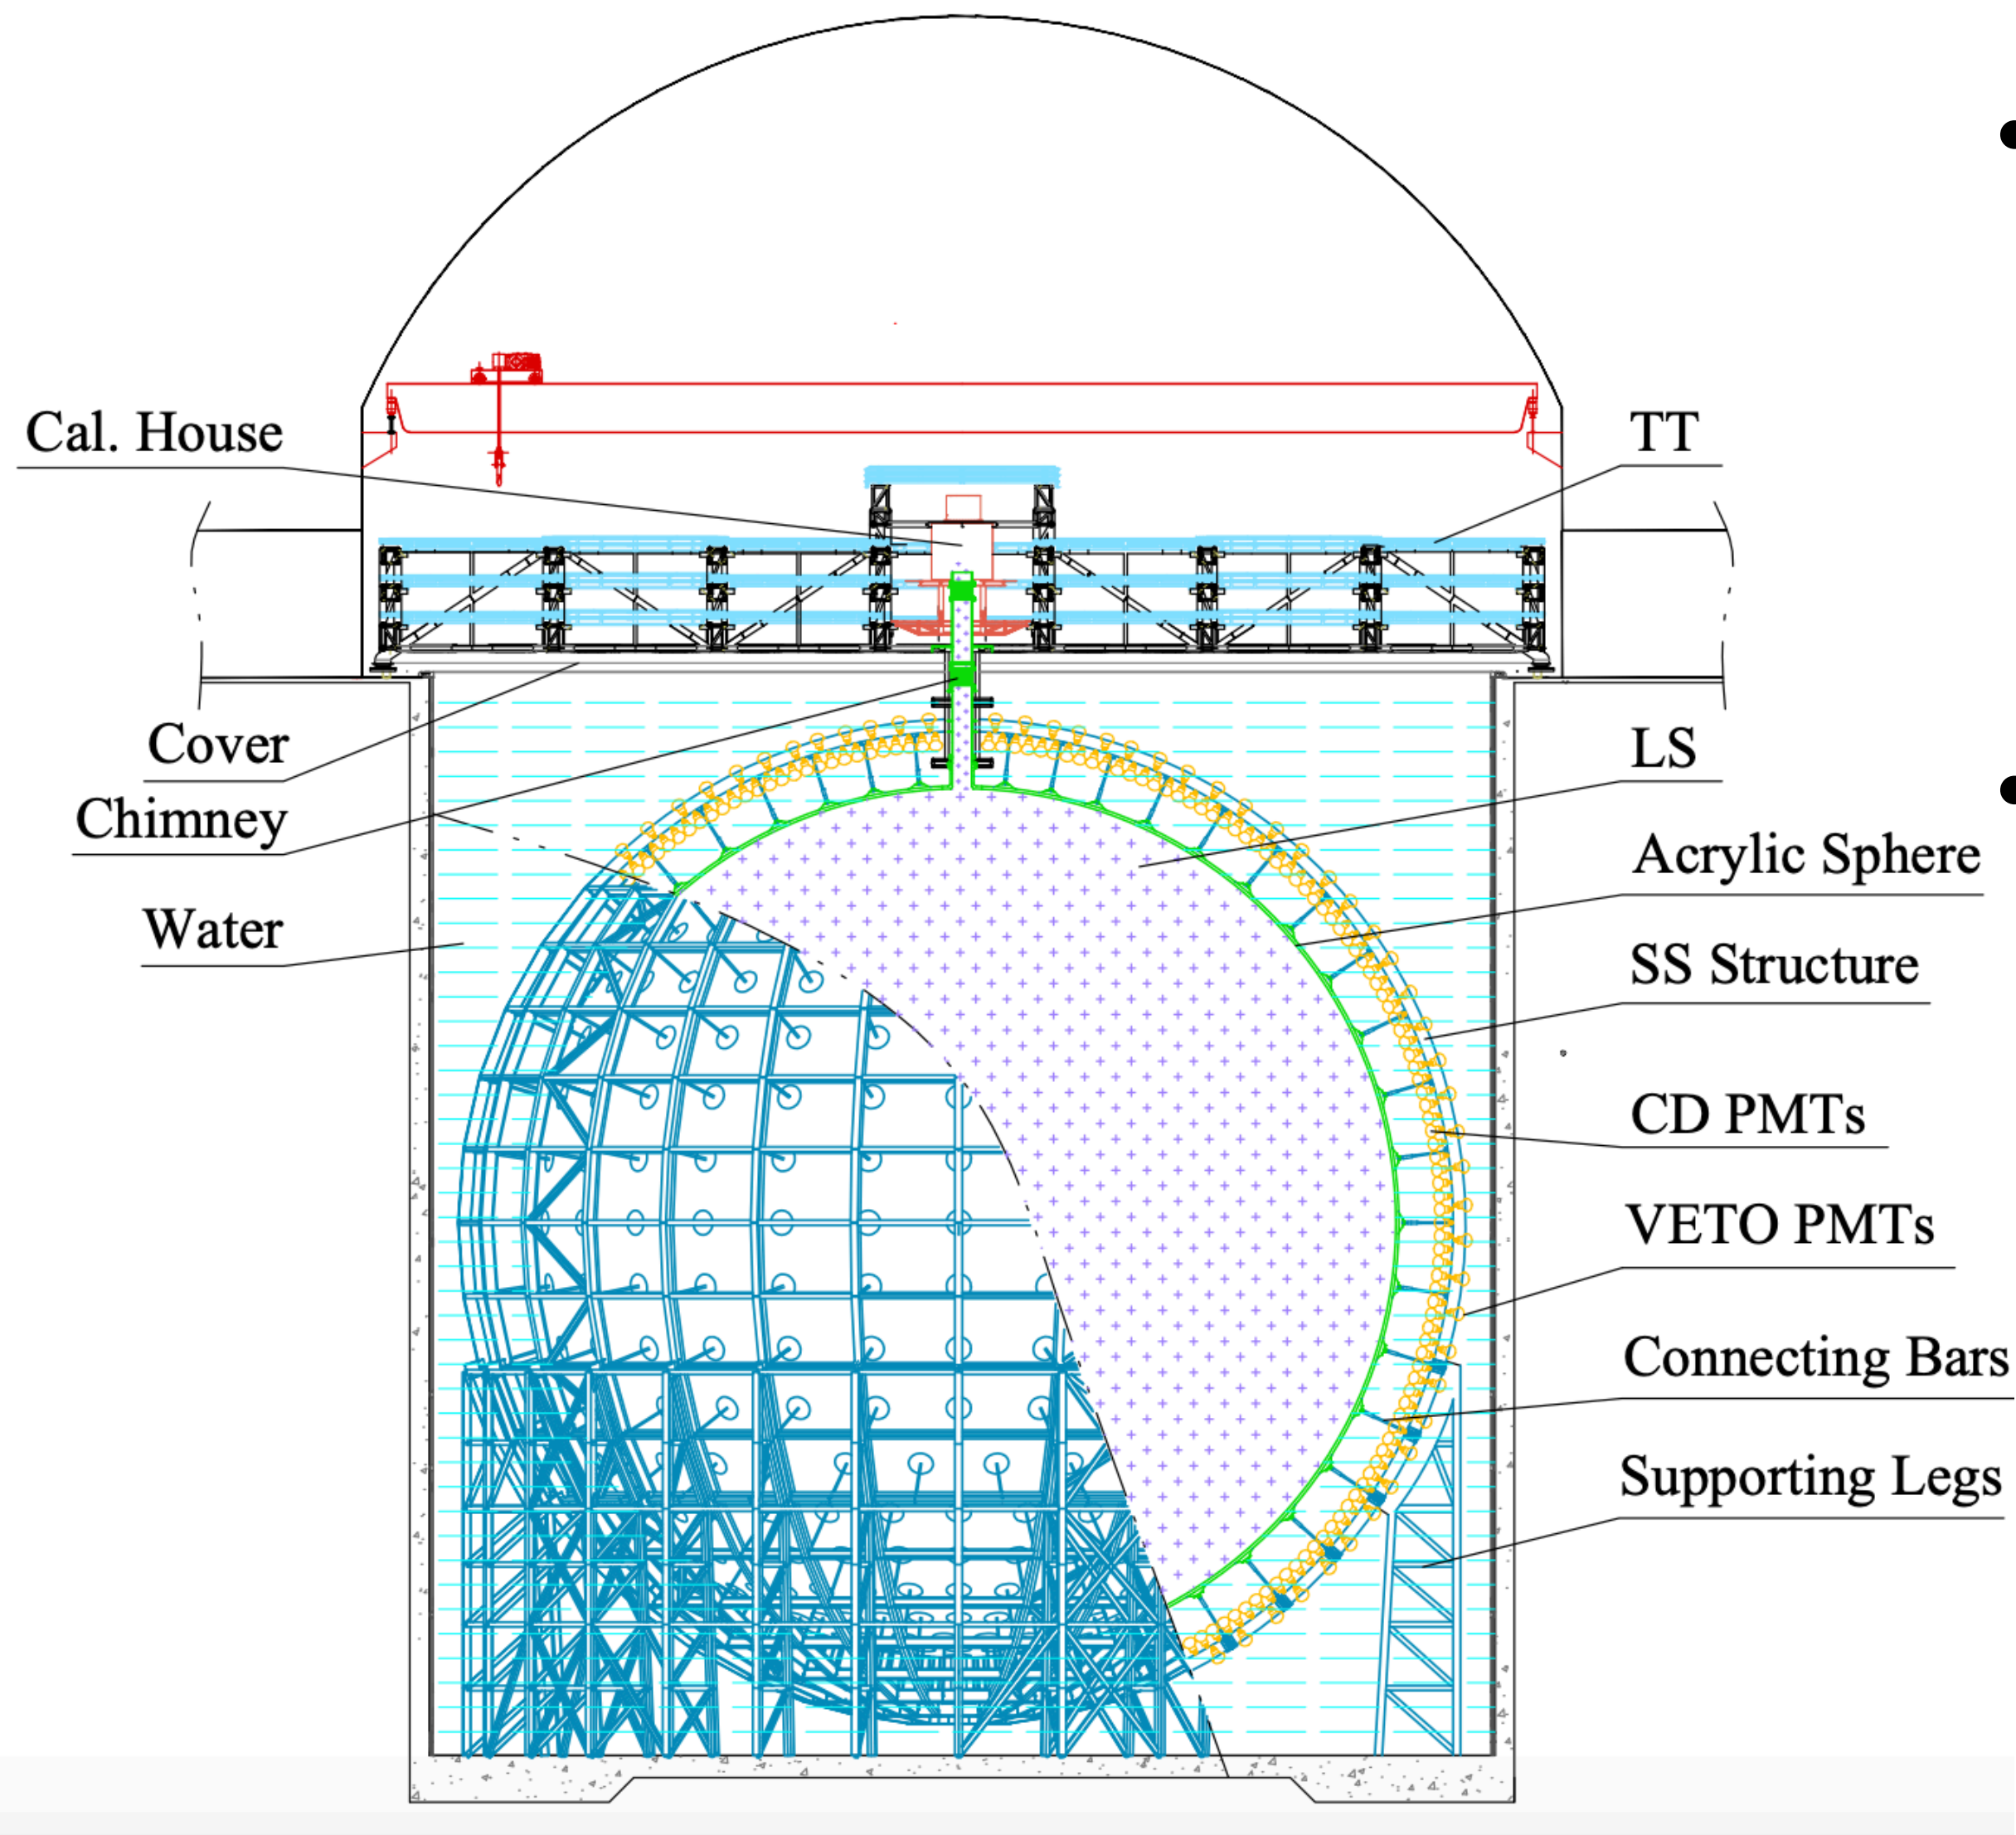 Cal. House
TT
Cover
LS
Chimney
Acrylic Sphere
Water
SS Structure
CD PMTs
VETO PMTs
Connecting Bars
Supporting Legs